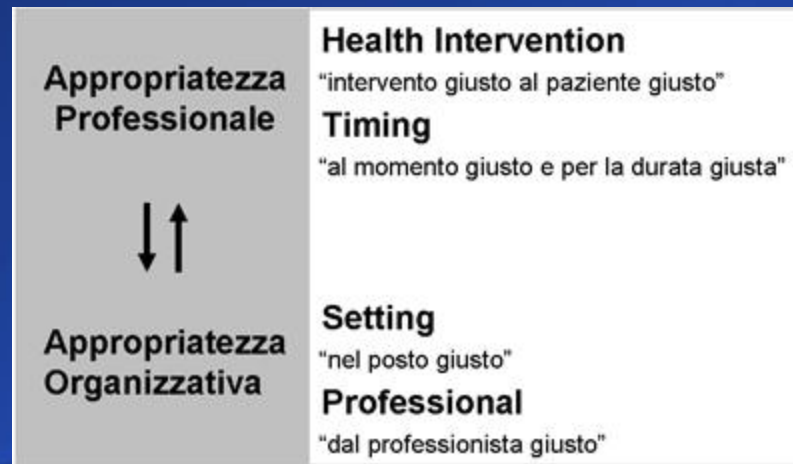 Appropriatezza
Professionale
Health Intervention
“intervento giusto al paziente giusto”
Timing
“al momento giusto e per la durata giusta”
Appropriatezza
Organizzativa
Setting
“nel posto giusto”
Professional
“dal professionista giusto”